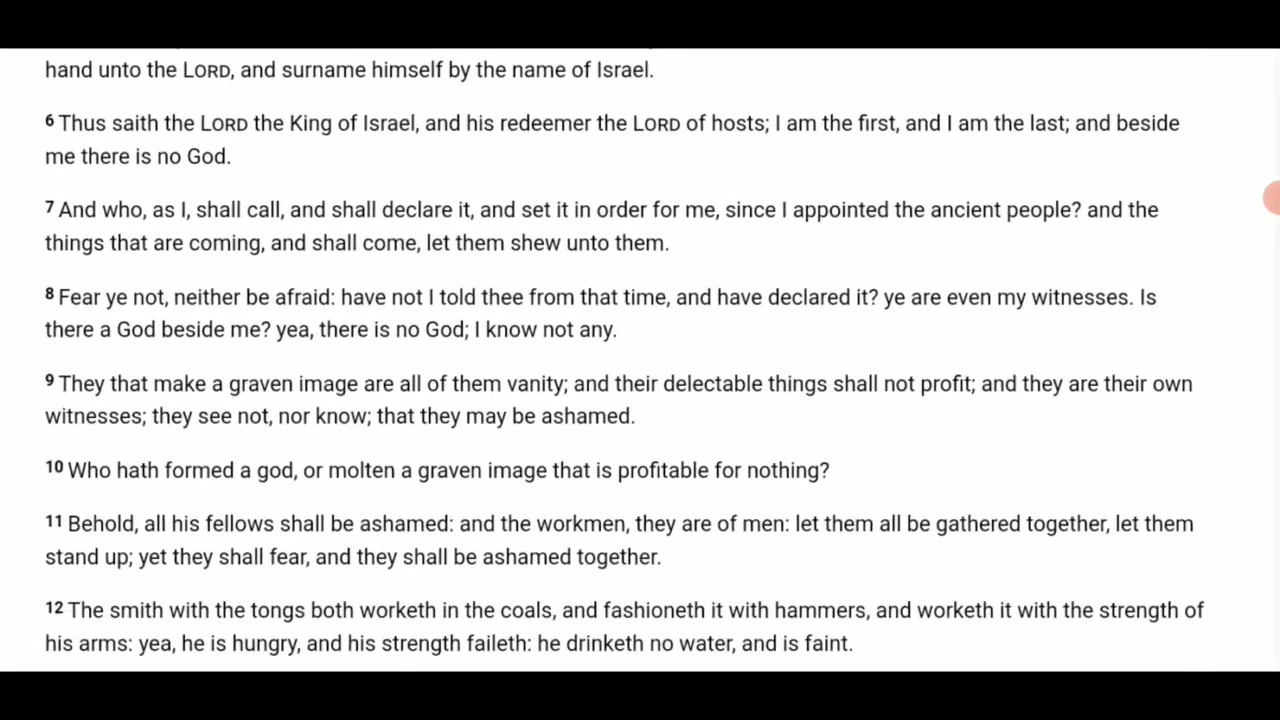 hand unto the LORD, and surname himself by the name of Israel.
6 Thus saith the LORD the King of Israel, and his redeemer the LORD of hosts; I am the first, and I am the last; and beside
me there is no God.
7 And who, as I, shall call, and shall declare it, and set it in order for me, since I appointed the ancient people? and the
things that are coming, and shall come, let them shew unto them.
8 Fear ye not, neither be afraid: have not I told thee from that time, and have declared it? ye are even my witnesses. Is
there a God beside me? yea, there is no God; I know not any.
9 They that make a graven image are all of them vanity; and their delectable things shall not profit; and they are their own
witnesses; they see not, nor know; that they may be ashamed.
10 Who hath formed a god, or molten a graven image that is profitable for nothing?
11 Behold, all his fellows shall be ashamed: and the workmen, they are of men: let them all be gathered together, let them
stand up; yet they shall fear, and they shall be ashamed together.
12 The smith with the tongs both worketh in the coals, and fashioneth it with hammers, and worketh it with the strength of
his arms: yea, he is hungry, and his strength faileth: he drinketh no water, and is faint.